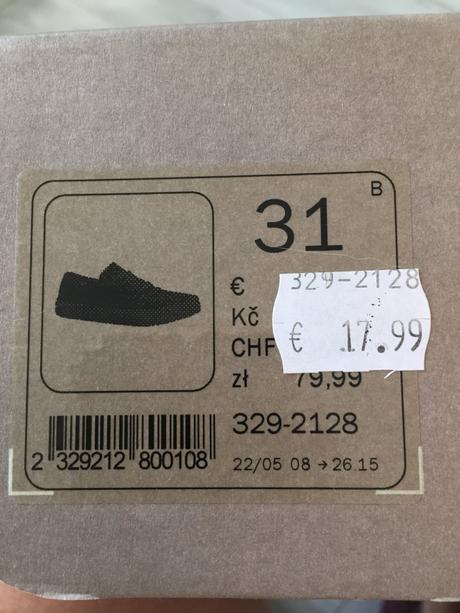 B
31
329-2128
€ 17.99
€
Kč
CHF
zł 79,99
329-2128
2 329212 800108
22/05 08 → 26 15